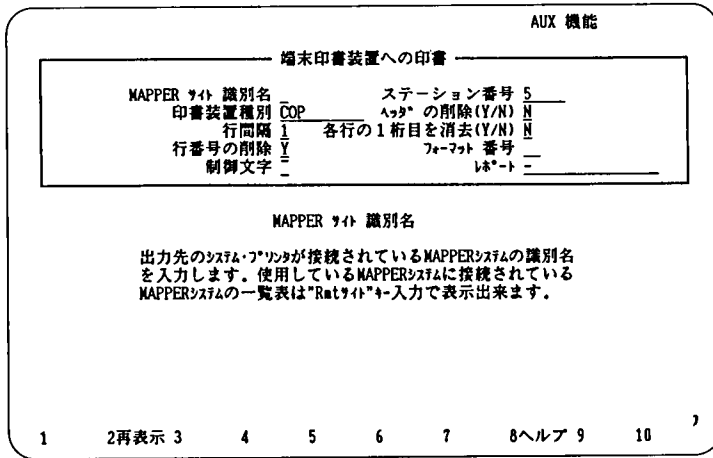 AUX 機能
端末印書装置への印書
MAPPER ｻｲﾄ 識別名 _ ステーション番号 5
印書装置種別 COP ﾍｯﾀﾞ の削除(Y/N) N
行間隔 1 各行の1桁目を消去(Y/N) N
行番号の削除 Y ﾌｫｰﾏｯﾄ 番号 _
制御文字 - ﾚﾎﾟｰﾄ -
MAPPER ｻｲﾄ 識別名
出力先のｼｽﾃﾑ･ﾌﾟﾘﾝﾀが接続されているMAPPERｼｽﾃﾑの識別名
を入力します。使用しているMAPPERｼｽﾃﾑに接続されている
MAPPERｼｽﾃﾑの一覧表は"Rmtｻｲﾄ"ｷｰ入力で表示出来ます。
1 2再表示 3 4 5 6 7 8ヘルプ 9 10